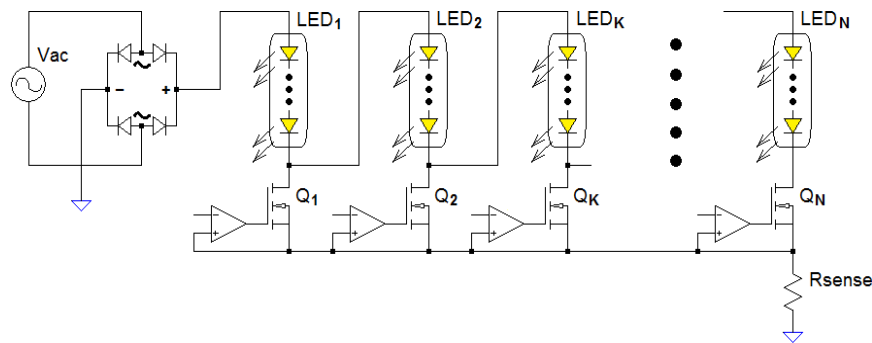 Vac
LED1
LED2
LEDK
LEDN
Q1
Q2
QK
QN
Rsense